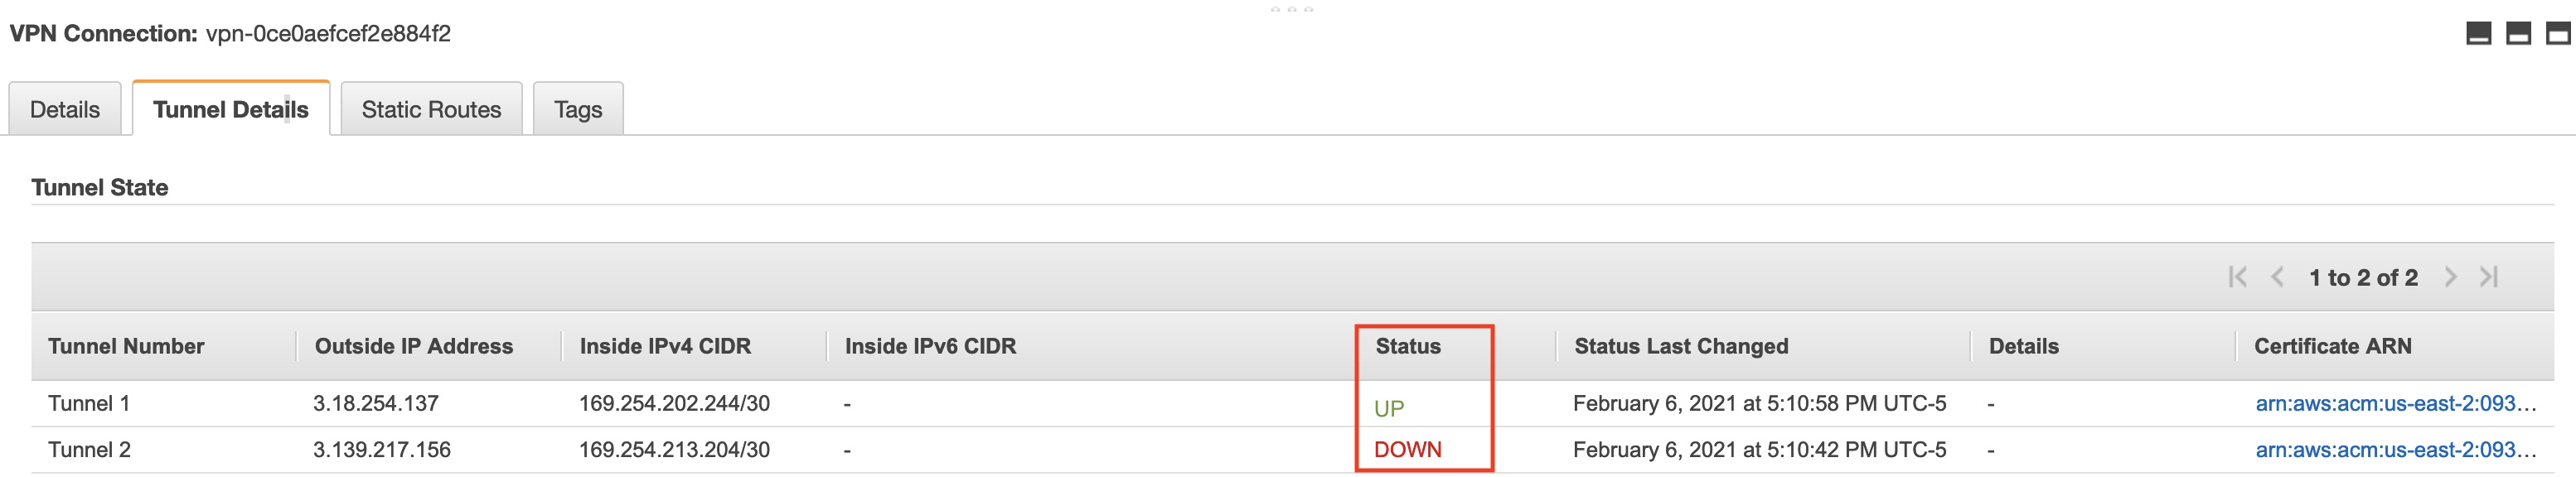 VPN Connection: vpn-0ce0aefcef2e884f2
Details Tunnel Details Static Routes Tags
Tunnel State
1 to 2 of 2
Tunnel Number Outside IP Address Inside IPv4 CIDR Inside IPv6 CIDR Status Status Last Changed Details Certificate ARN
Tunnel 1 3.18.254.137 169.254.202.244/30 - UP February 6, 2021 at 5:10:58 PM UTC-5 - arn:aws:acm:us-east-2:093...
Tunnel 2 3.139.217.156 169.254.213.204/30 - DOWN February 6, 2021 at 5:10:42 PM UTC-5 - arn:aws:acm:us-east-2:093...